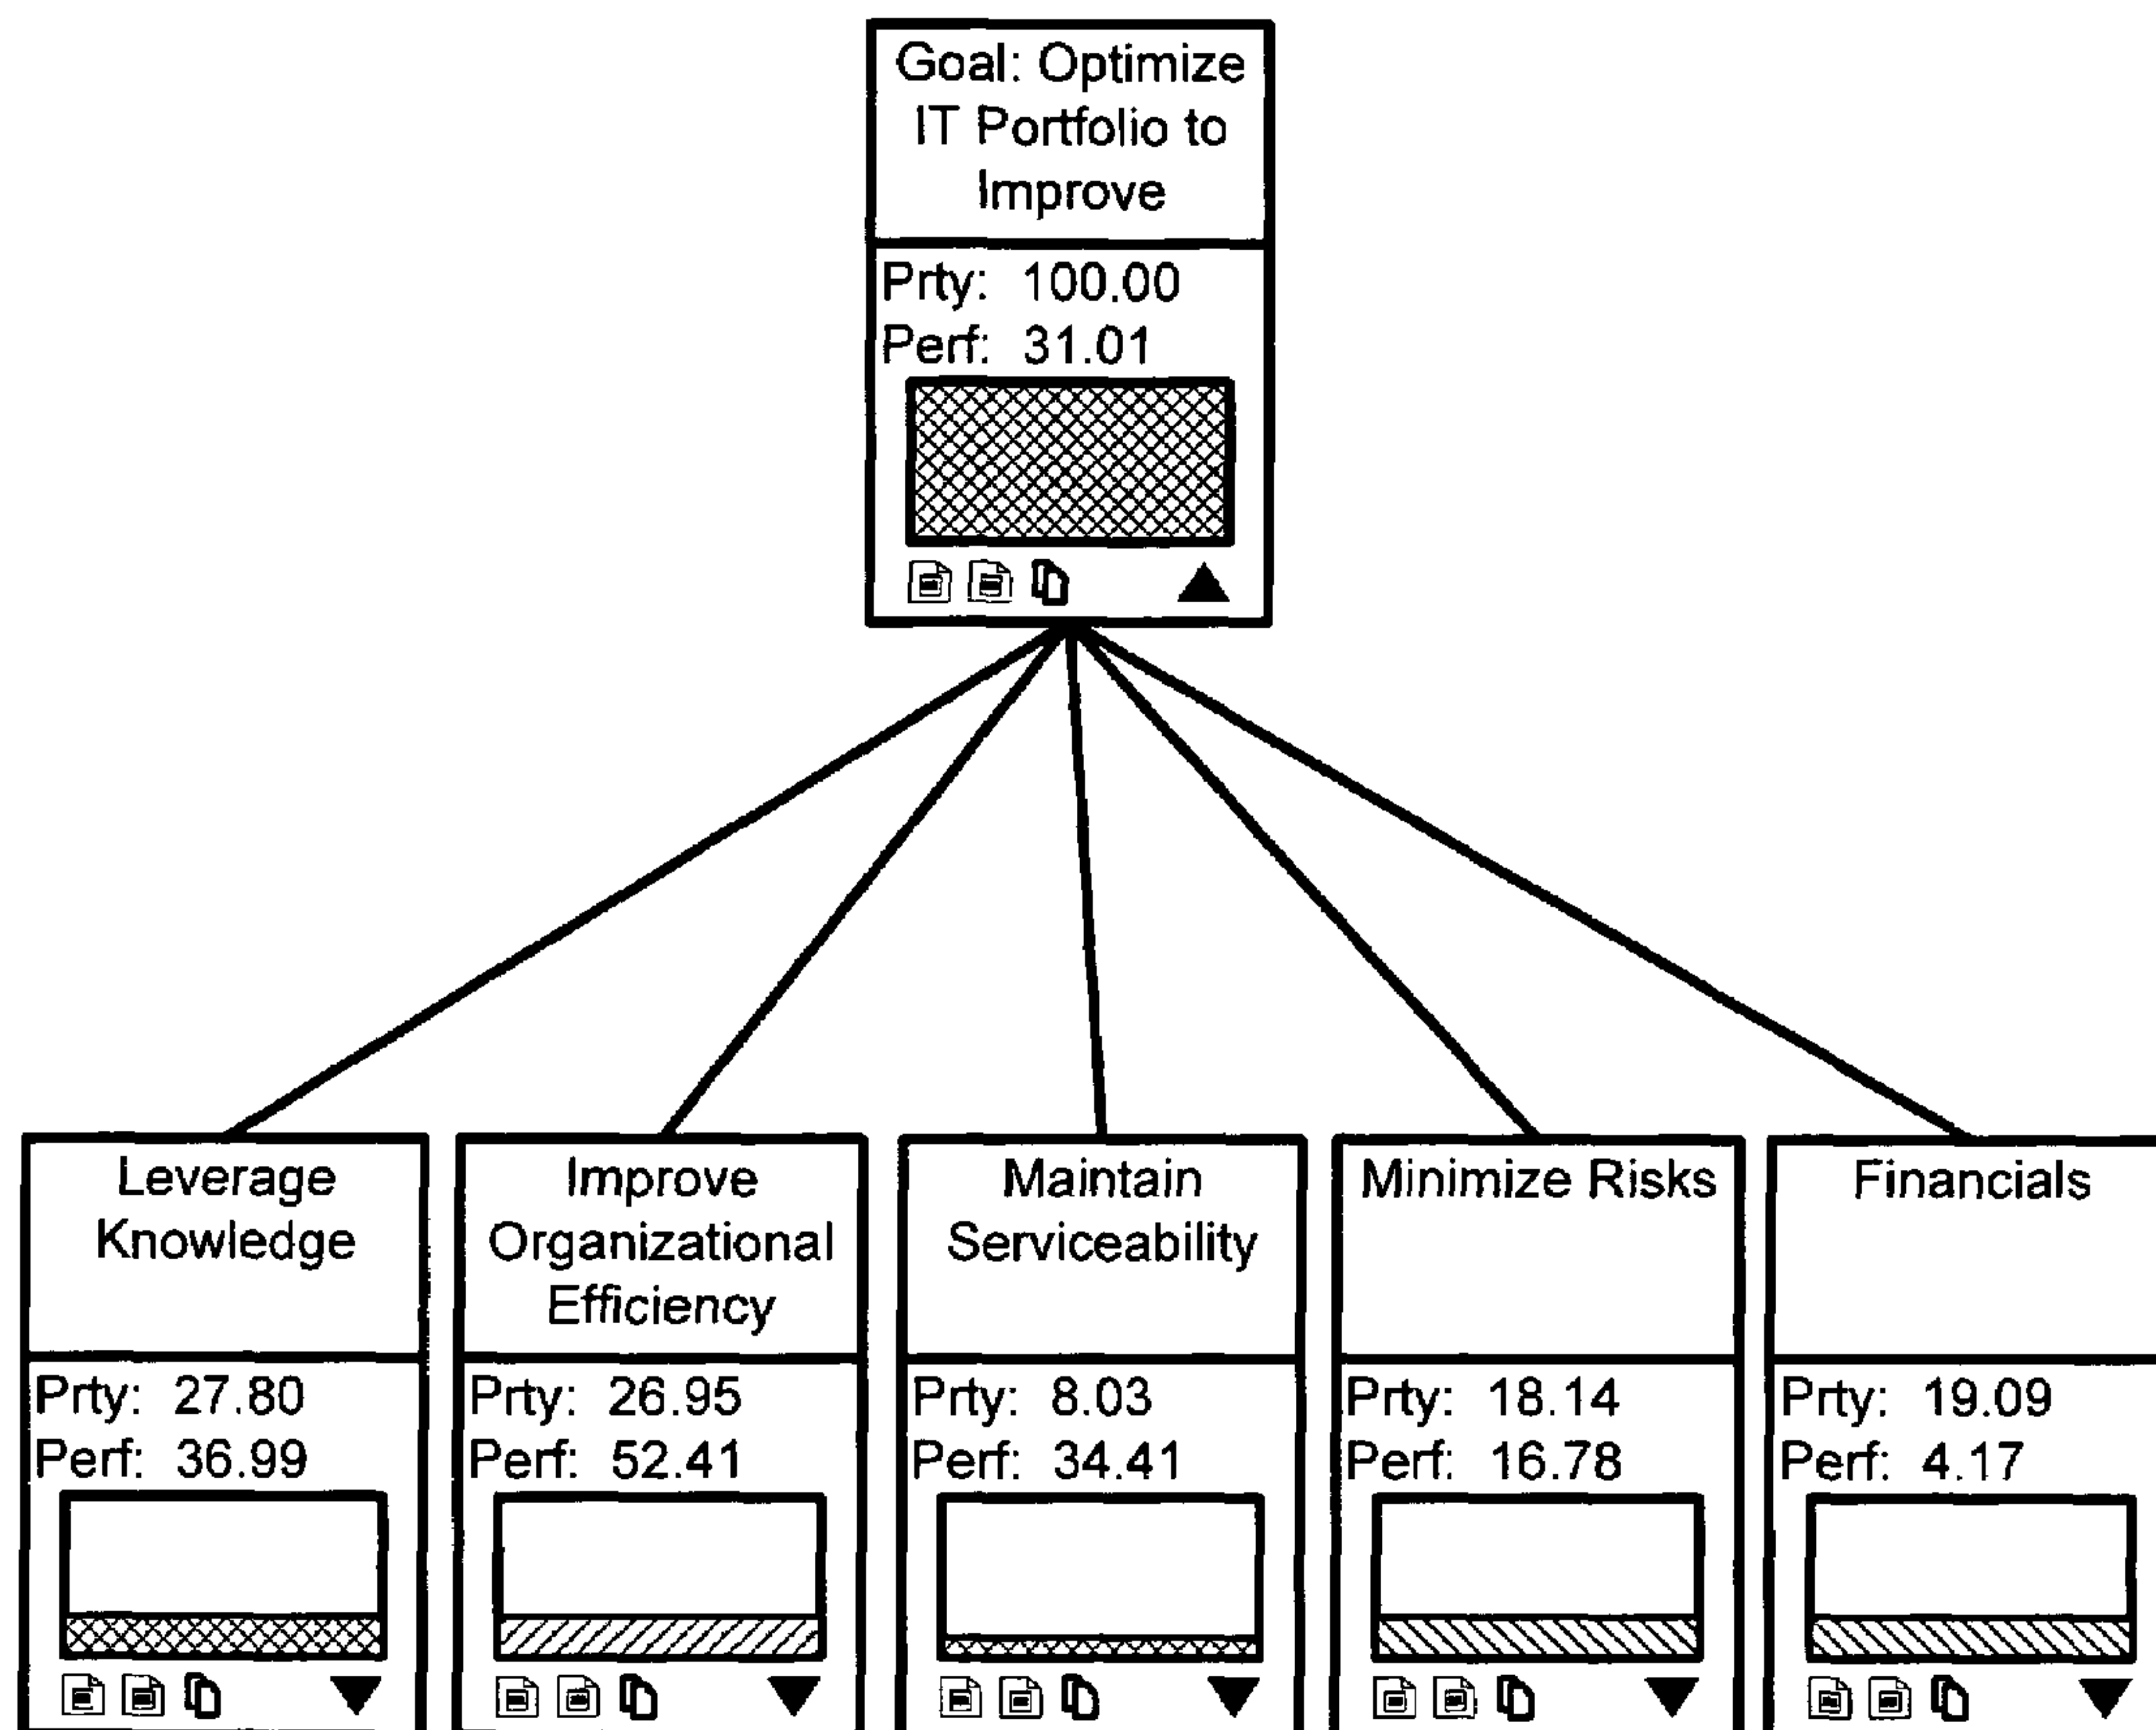 Goal: Optimize
IT Portfolio to
Improve
Prty: 100.00
Perf: 31.01
Leverage
Knowledge
Prty: 27.80
Perf: 36.99
Improve
Organizational
Efficiency
Prty: 26.95
Perf: 52.41
Maintain
Serviceability
Prty: 8.03
Perf: 34.41
Minimize Risks
Prty: 18.14
Perf: 16.78
Financials
Prty: 19.09
Perf: 4.17